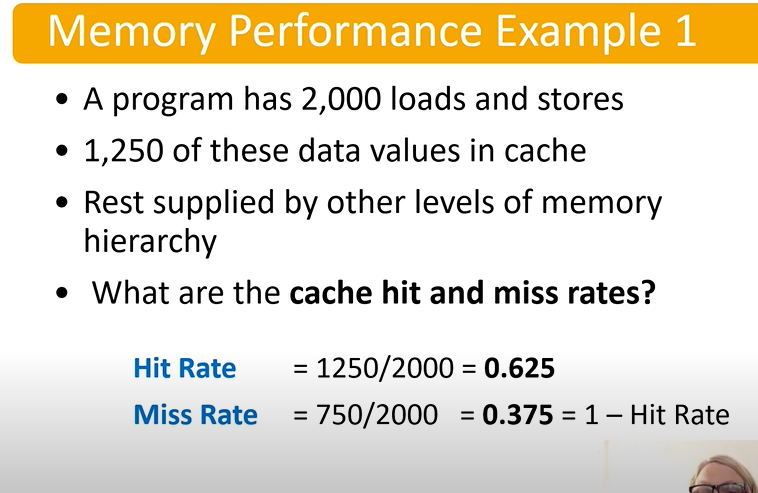 Memory Performance Example 1
• A program has 2,000 loads and stores
• 1,250 of these data values in cache
• Rest supplied by other levels of memory
hierarchy
• What are the cache hit and miss rates?
Hit Rate = 1250/2000 = 0.625
Miss Rate = 750/2000 = 0.375 = 1 – Hit Rate